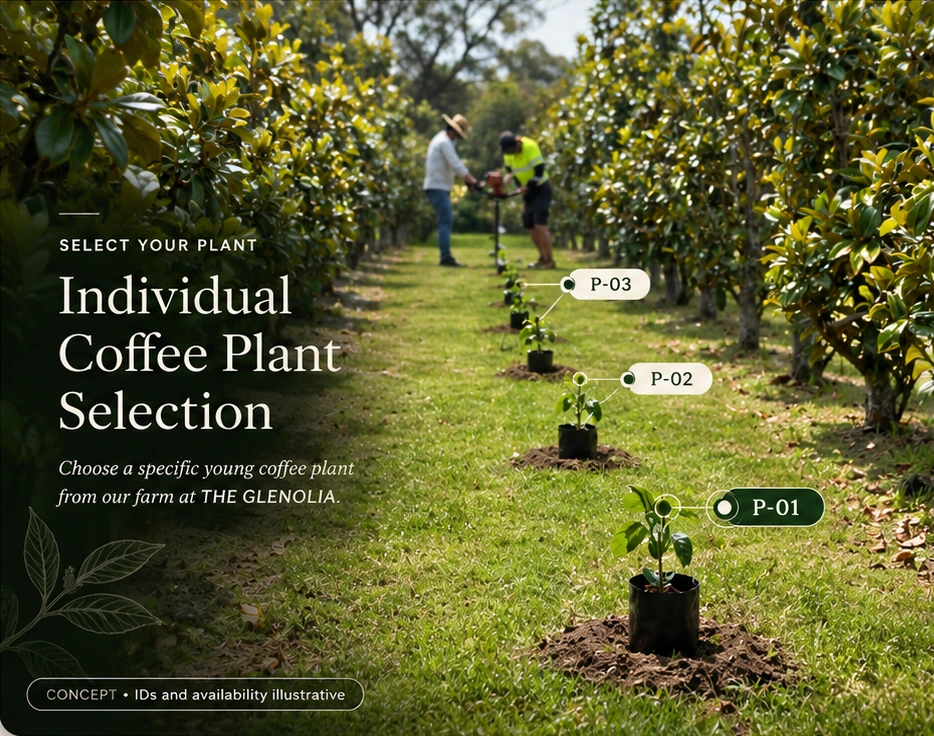 SELECT YOUR PLANT
Individual
Coffee Plant
Selection
Choose a specific young coffee plant
from our farm at THE GLENOLIA.
P-03
P-02
P-01
CONCEPT • IDs and availability illustrative